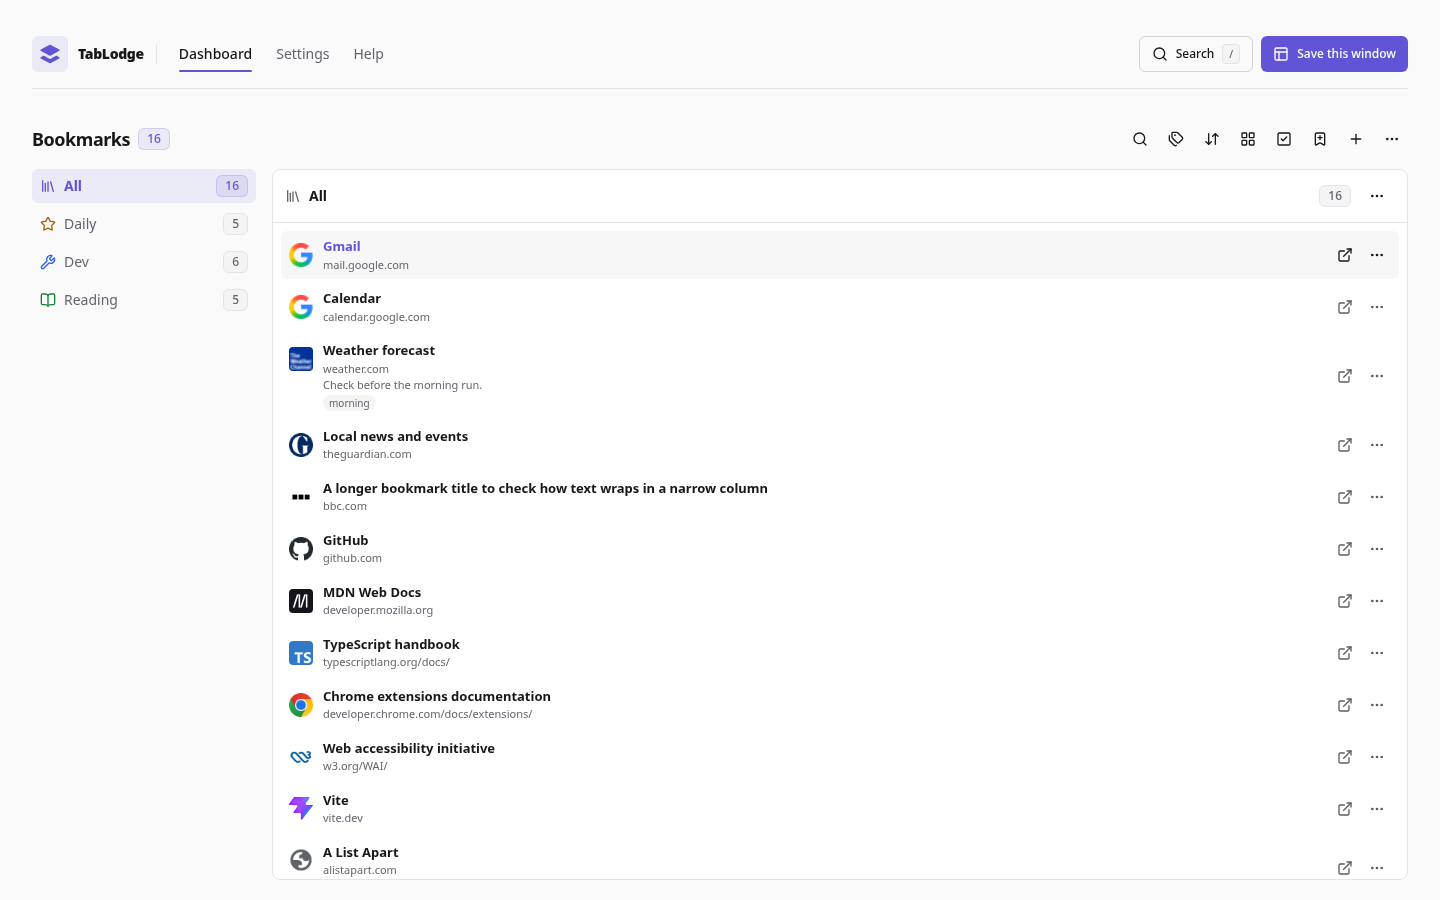 TabLodge
Dashboard
Settings
Help
Search /
Save this window
Bookmarks 16
All 16
Daily 5
Dev 6
Reading 5
All 16
Gmail
mail.google.com
Calendar
calendar.google.com
The
Weather
Channel
Weather forecast
weather.com
Check before the morning run.
morning
Local news and events
theguardian.com
A longer bookmark title to check how text wraps in a narrow column
bbc.com
GitHub
github.com
MDN Web Docs
developer.mozilla.org
TS
TypeScript handbook
typescriptlang.org/docs/
Chrome extensions documentation
developer.chrome.com/docs/extensions/
Web accessibility initiative
w3.org/WAI/
Vite
vite.dev
A List Apart
alistapart.com